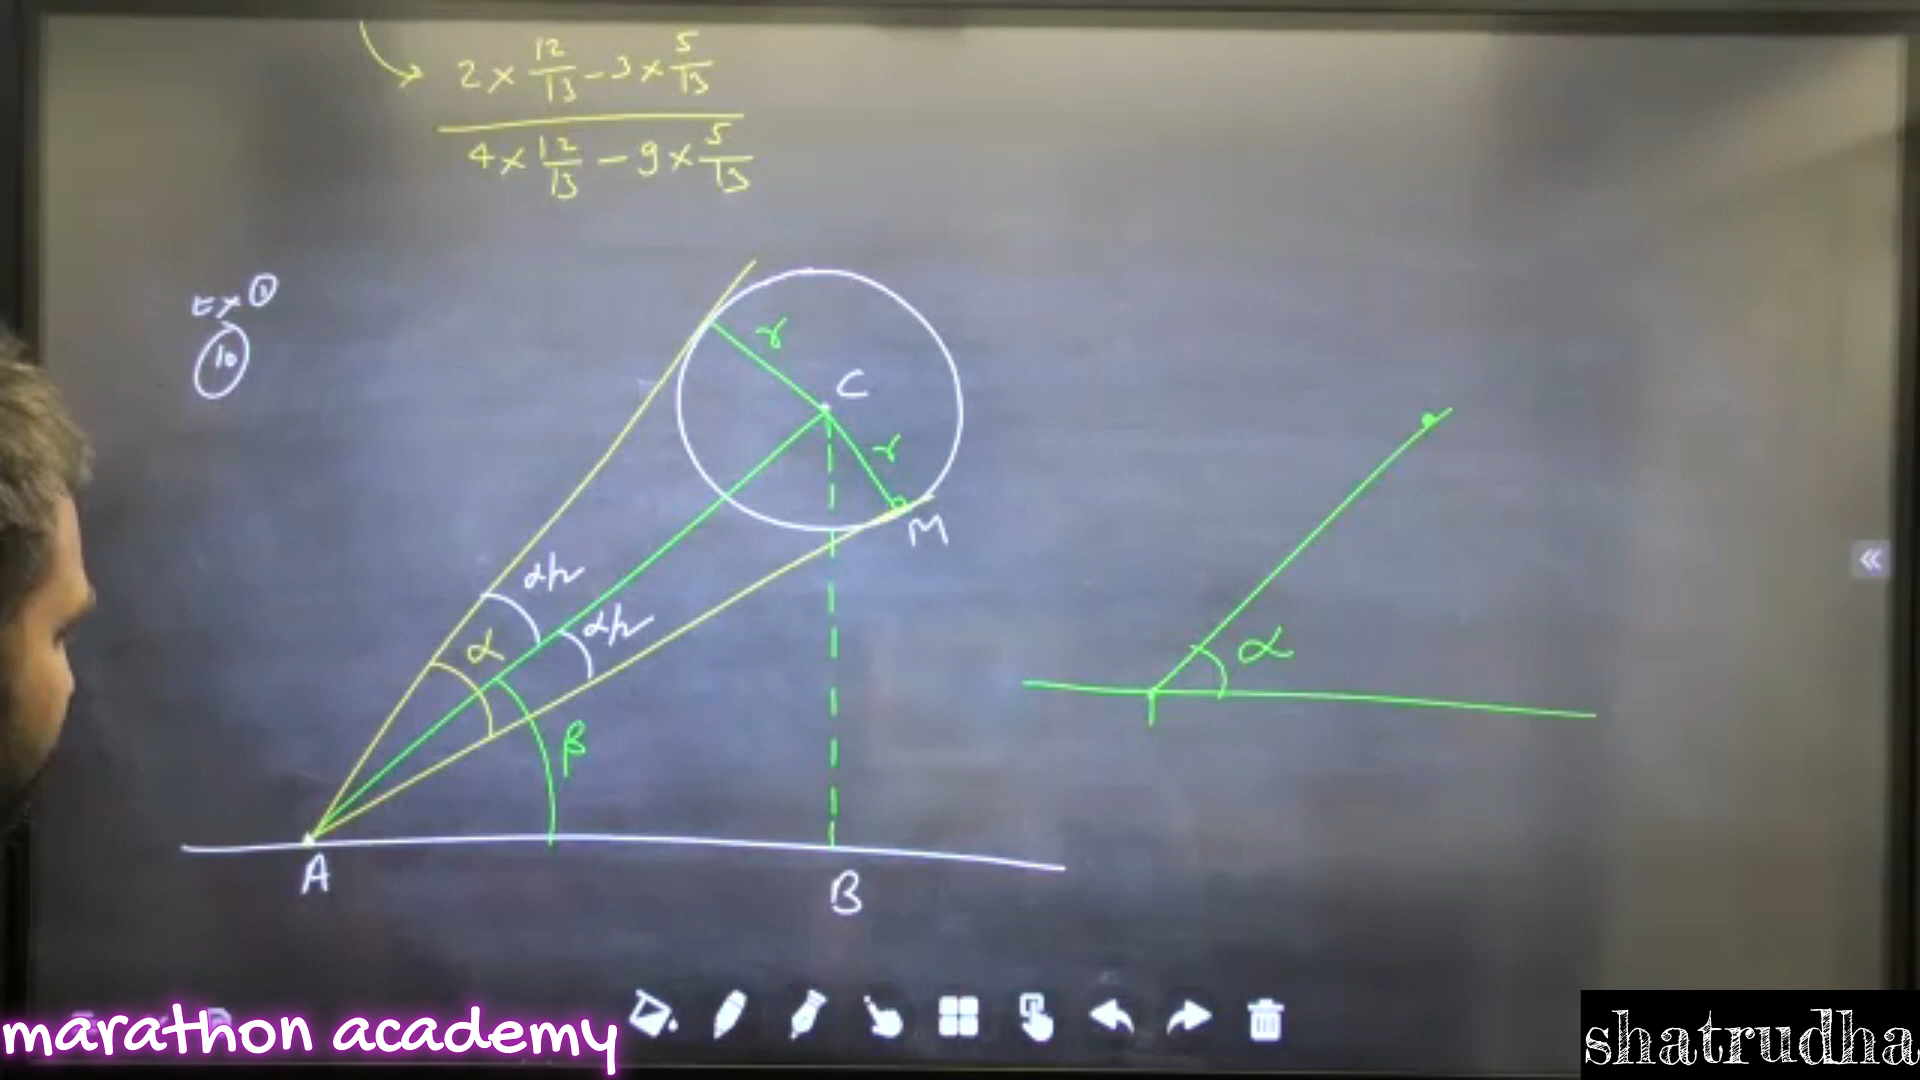 2 × 12/13 - 3 × 5/13
4 × 12/13 - 9 × 5/13
Ex ①
⑩
r
C
r
M
α/2
α/2
α
α
β
A
B
marathon academy
shatrudha